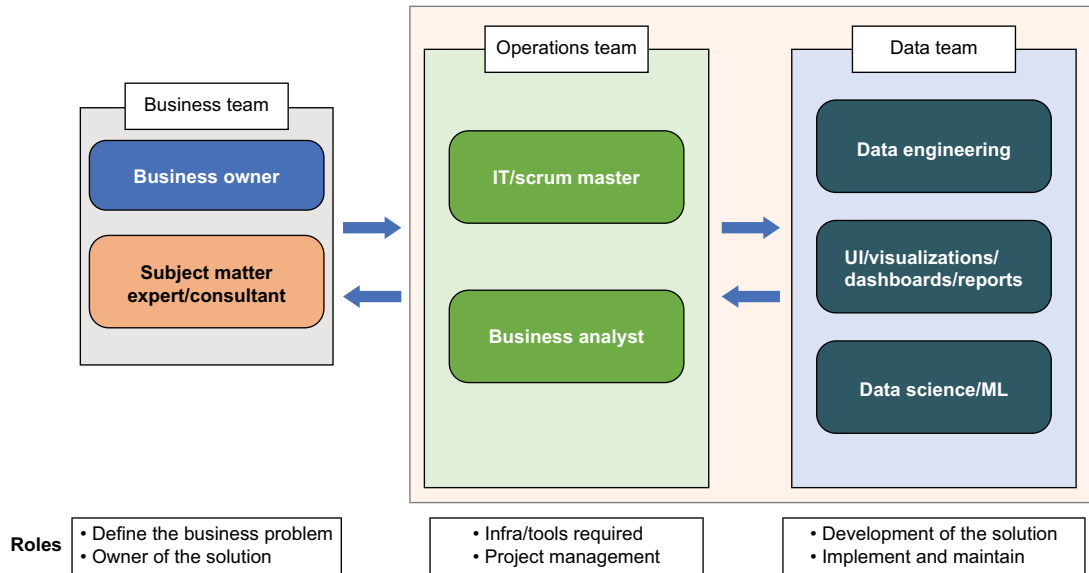 Business team
Business owner
Subject matter
expert/consultant
Operations team
IT/scrum master
Business analyst
Data team
Data engineering
UI/visualizations/
dashboards/reports
Data science/ML
Roles
• Define the business problem
• Owner of the solution
• Infra/tools required
• Project management
• Development of the solution
• Implement and maintain